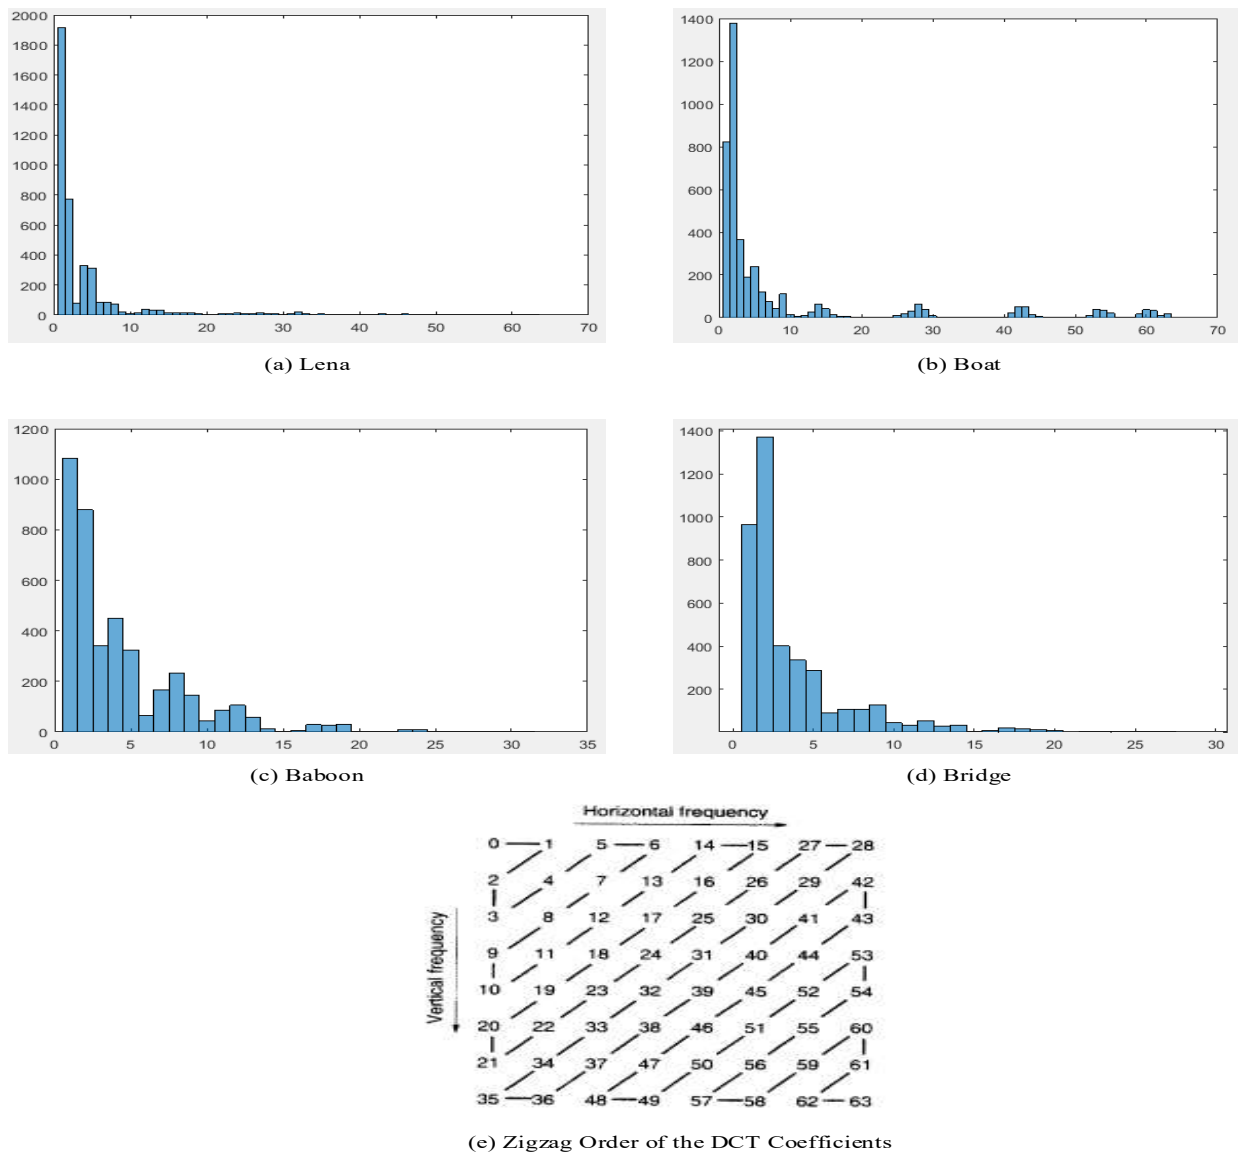 2000
1800
1600
1400
1200
1000
800
600
400
200
0
0 10 20 30 40 50 60 70
(a) Lena
1400
1200
1000
800
600
400
200
0
0 10 20 30 40 50 60 70
(b) Boat
1200
1000
800
600
400
200
0
0 5 10 15 20 25 30 35
(c) Baboon
1400
1200
1000
800
600
400
200
0 5 10 15 20 25 30
(d) Bridge
Horizontal frequency
Vertical frequency
0 1 5 6 14 15 27 28
2 4 7 13 16 26 29 42
3 8 12 17 25 30 41 43
9 11 18 24 31 40 44 53
10 19 23 32 39 45 52 54
20 22 33 38 46 51 55 60
21 34 37 47 50 56 59 61
35 36 48 49 57 58 62 63
(e) Zigzag Order of the DCT Coefficients